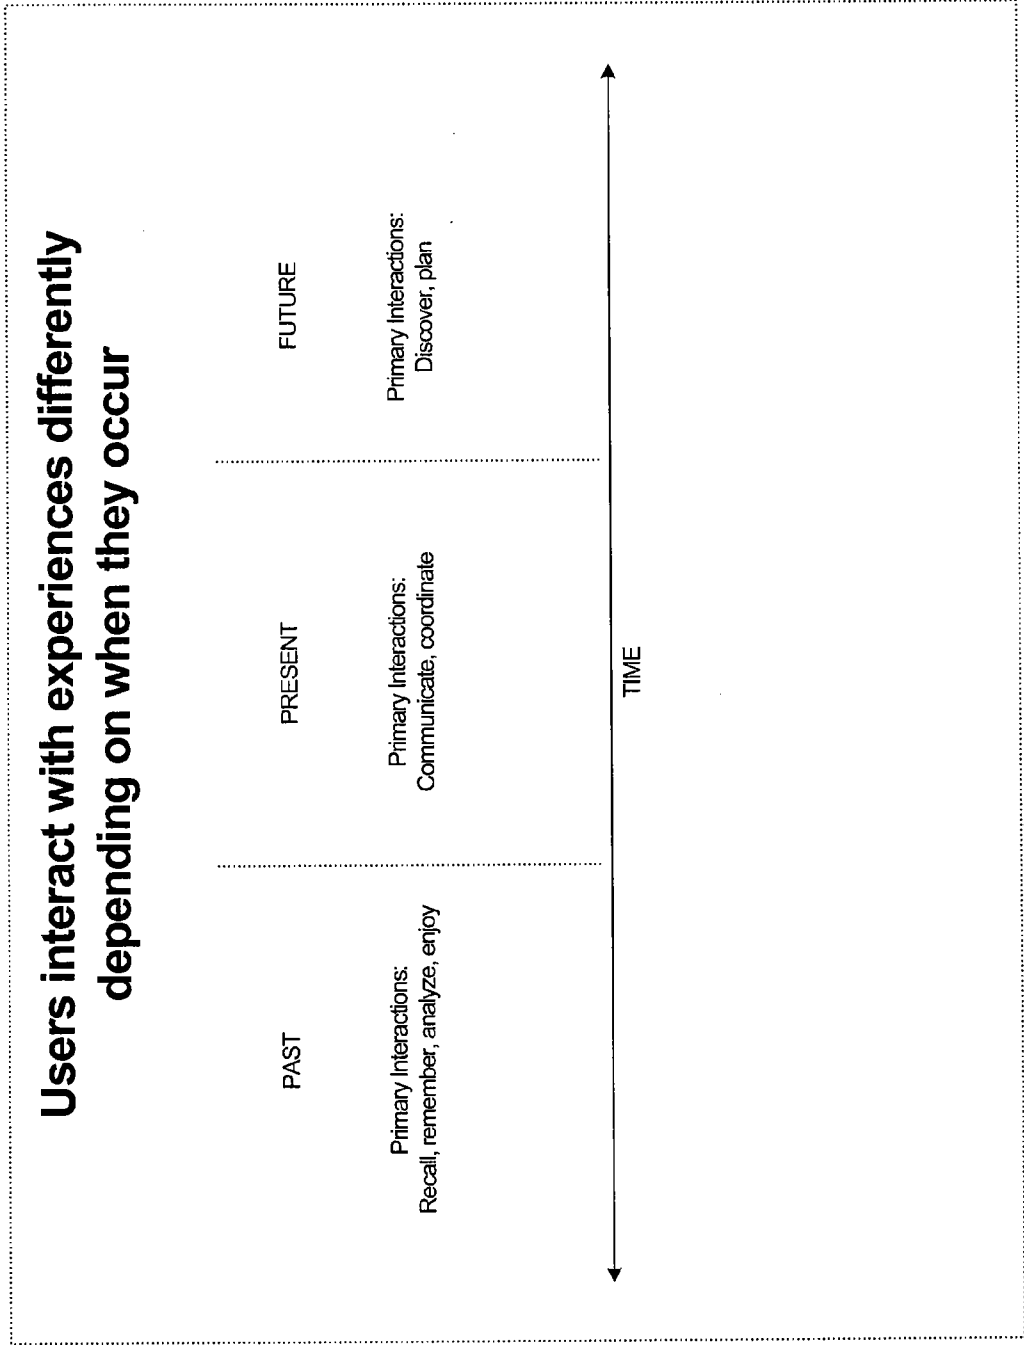 Users interact with experiences differently
depending on when they occur
PAST
PRESENT
FUTURE
Primary Interactions:
Recall, remember, analyze, enjoy
Primary Interactions:
Communicate, coordinate
Primary Interactions:
Discover, plan
TIME